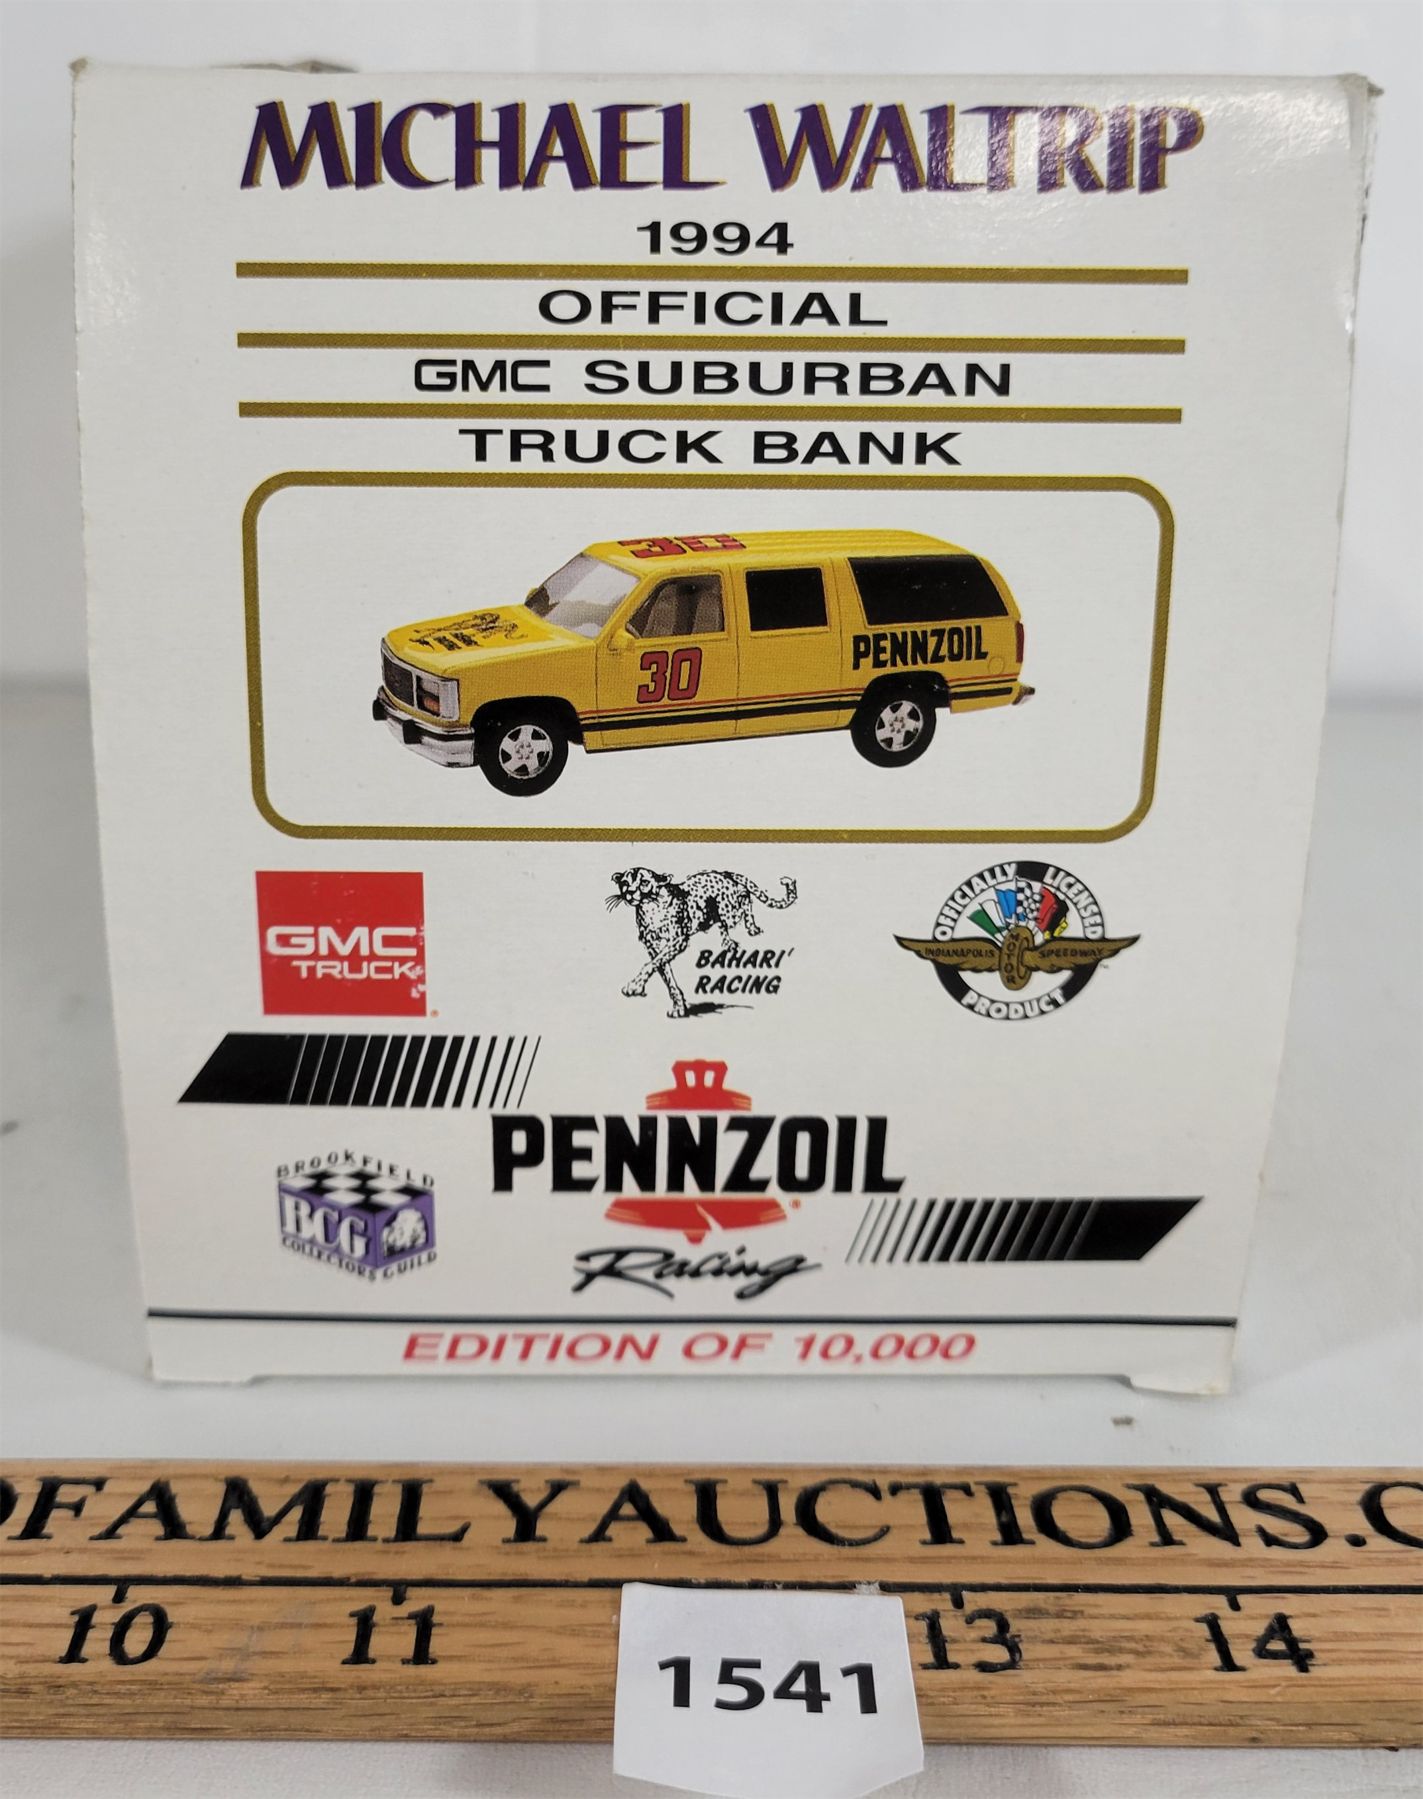 MICHAEL WALTRIP
1994
OFFICIAL
GMC SUBURBAN
TRUCK BANK
30
30
PENNZOIL
GMC
TRUCK
BAHARI'
RACING
OFFICIALLY LICENSED
INDIANAPOLIS MOTOR SPEEDWAY
PRODUCT
PENNZOIL
Racing
BROOKFIELD
BCG
COLLECTORS GUILD
EDITION OF 10,000
FAMILYAUCTIONS.C
10 11 13 14
1541